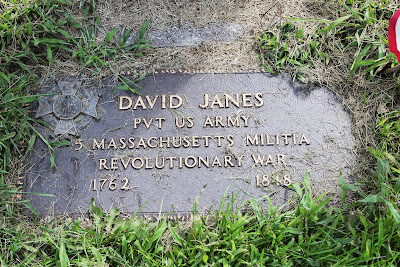 DAVID JANES
PVT US ARMY
5 MASSACHUSETTS MILITIA
REVOLUTIONARY WAR
1762 1848